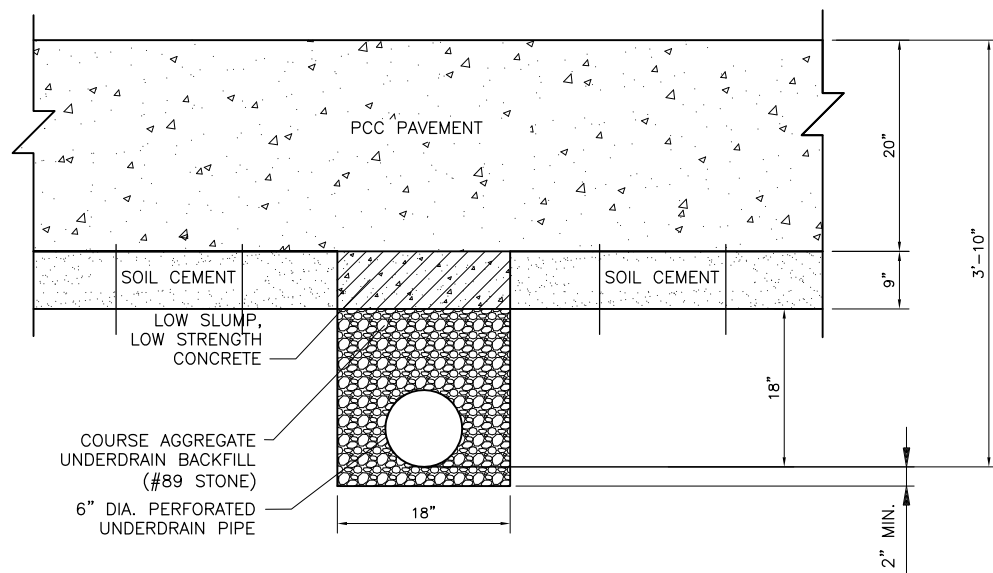 PCC PAVEMENT
20"
3'-10"
SOIL CEMENT
SOIL CEMENT
9"
LOW SLUMP,
LOW STRENGTH
CONCRETE
18"
COURSE AGGREGATE
UNDERDRAIN BACKFILL
(#89 STONE)
6" DIA. PERFORATED
UNDERDRAIN PIPE
18"
2" MIN.